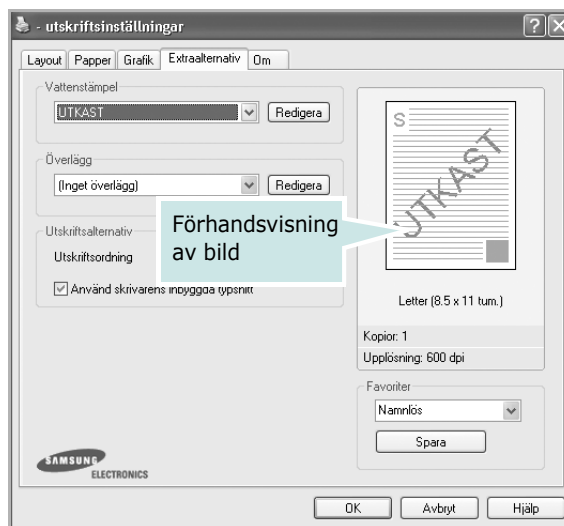 - utskriftsinställningar
Layout Papper Grafik Extraalternativ Om
Vattenstämpel
UTKAST
Redigera
Överlägg
(Inget överlägg)
Redigera
Utskriftsalternativ
Utskriftsordning
Använd skrivarens inbyggda typsnitt
Förhandsvisning
av bild
S
UTKAST
Letter (8.5 x 11 tum.)
Kopior: 1
Upplösning: 600 dpi
Favoriter
Namnlös
Spara
SAMSUNG
ELECTRONICS
OK Avbryt Hjälp